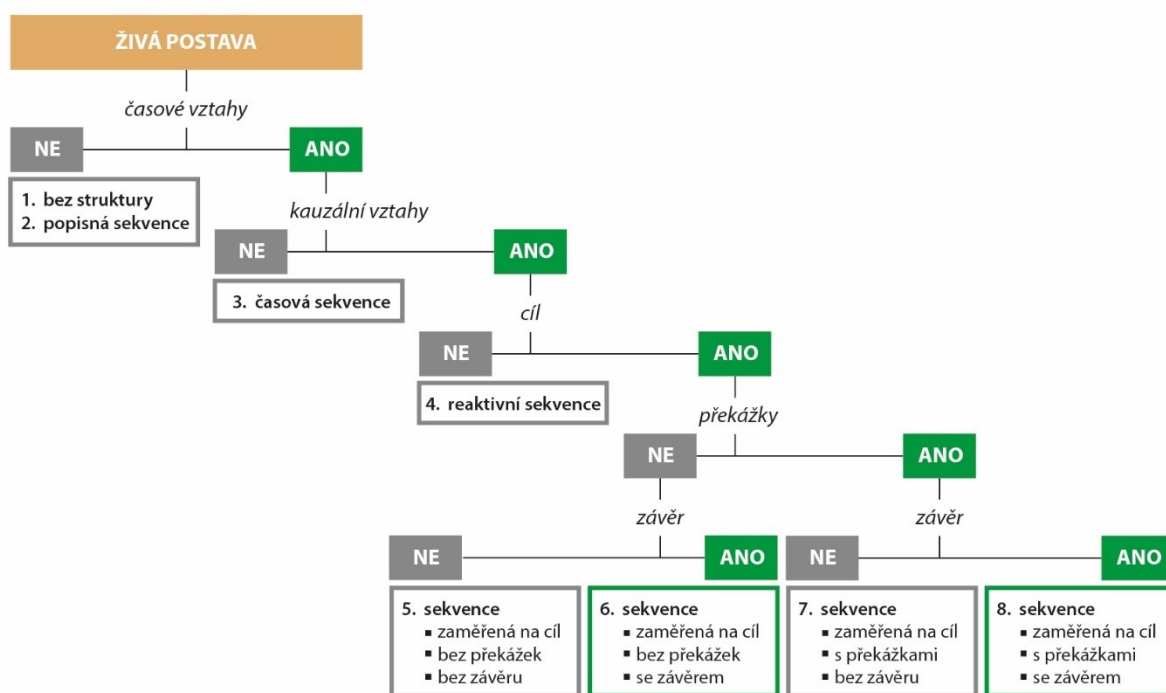 ŽIVÁ POSTAVA
časové vztahy
NE
ANO
1. bez struktury
2. popisná sekvence
kauzální vztahy
NE
ANO
3. časová sekvence
cíl
NE
ANO
4. reaktivní sekvence
překážky
NE
ANO
závěr
závěr
NE
ANO
NE
ANO
5. sekvence
▪ zaměřená na cíl
▪ bez překážek
▪ bez závěru
6. sekvence
▪ zaměřená na cíl
▪ bez překážek
▪ se závěrem
7. sekvence
▪ zaměřená na cíl
▪ s překážkami
▪ bez závěru
8. sekvence
▪ zaměřená na cíl
▪ s překážkami
▪ se závěrem